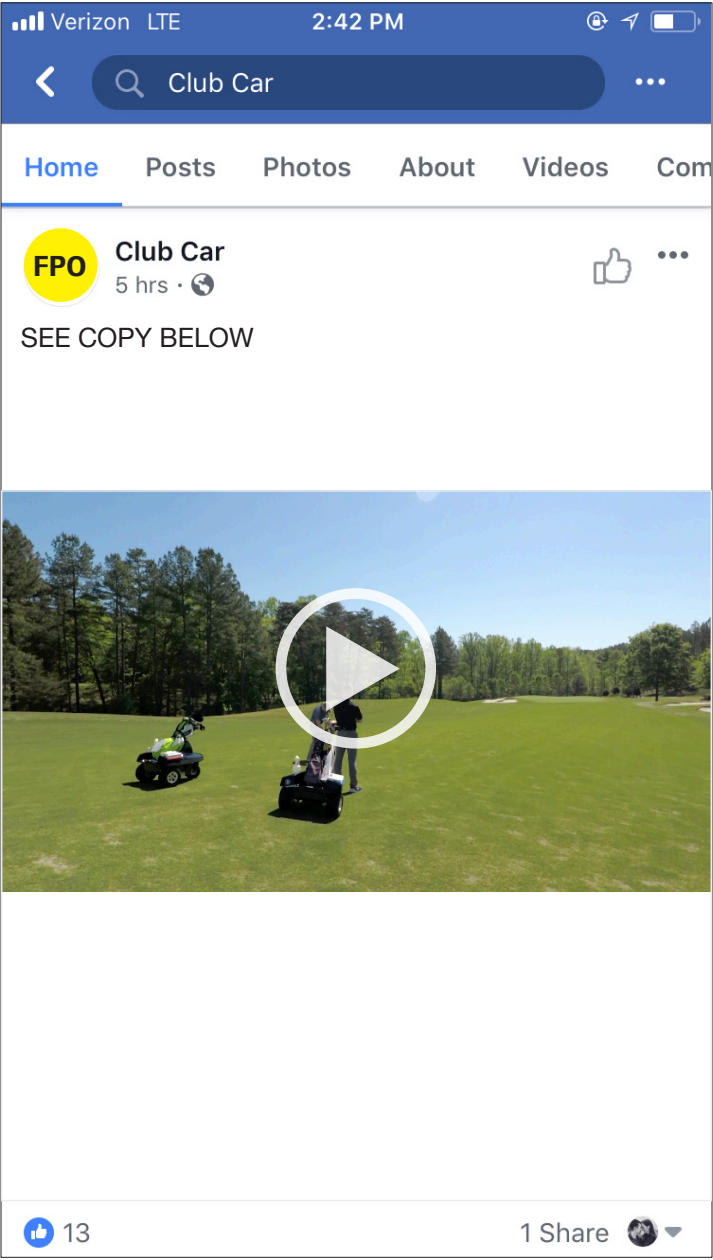 Verizon LTE 2:42 PM
Club Car
Home Posts Photos About Videos Com
FPO
Club Car
5 hrs ·
SEE COPY BELOW
13 1 Share